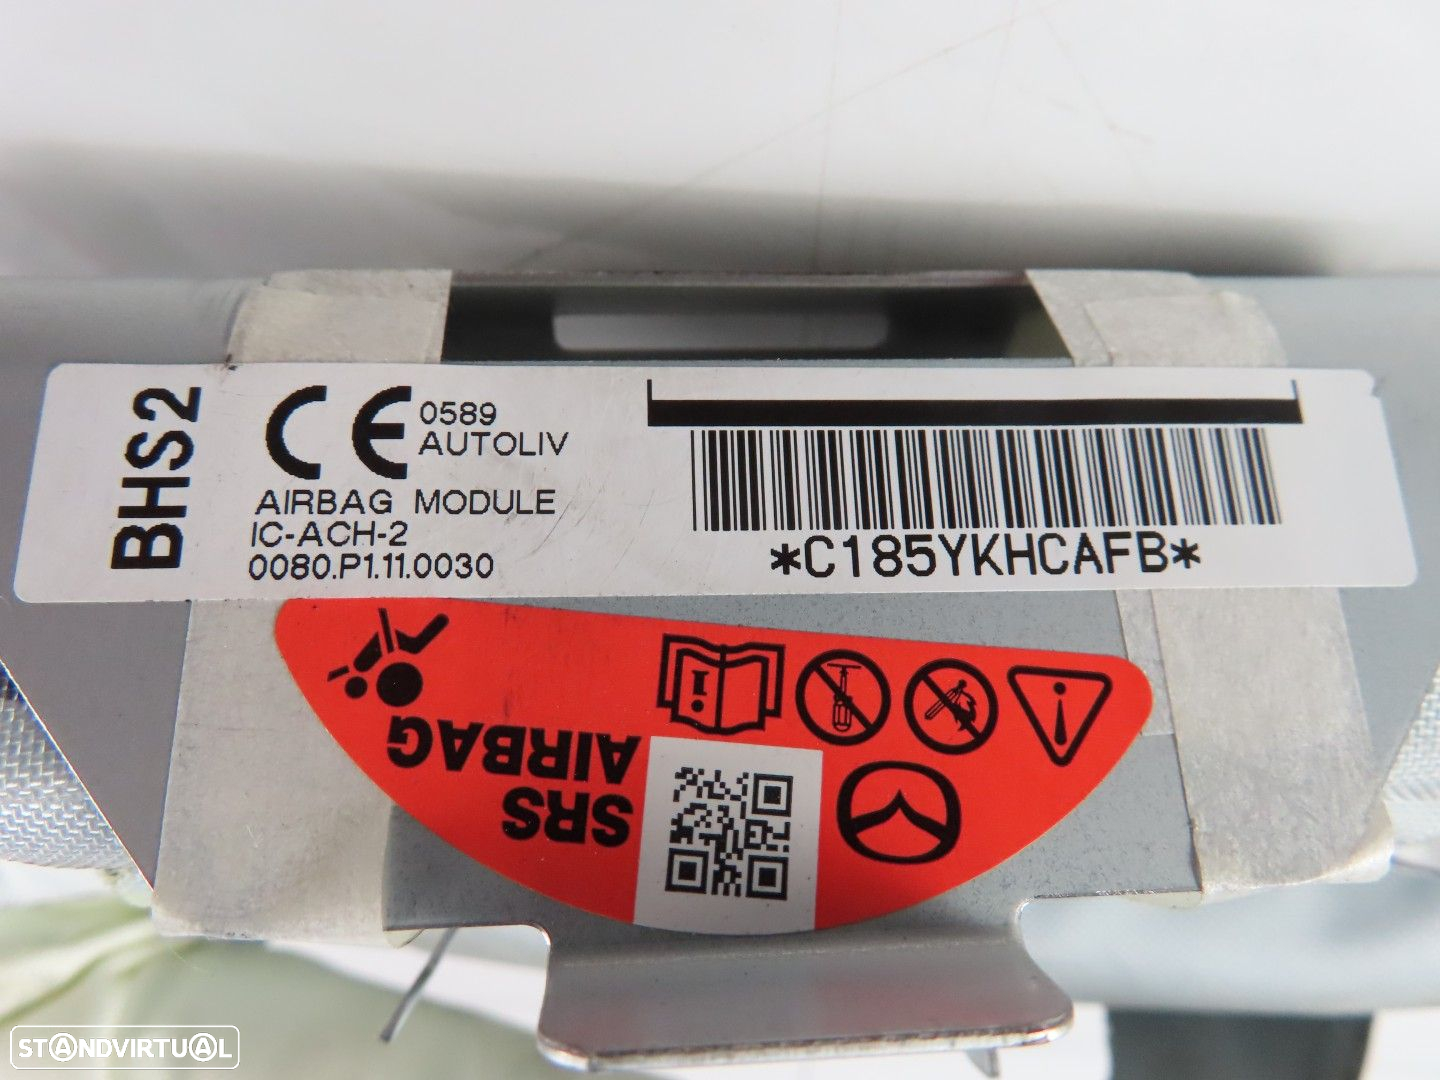 BHS2
CE 0589
AUTOLIV
AIRBAG MODULE
IC-ACH-2
0080.P1.11.0030
*C185YKHCAFB*
SRS
AIRBAG
STANDVIRTUAL